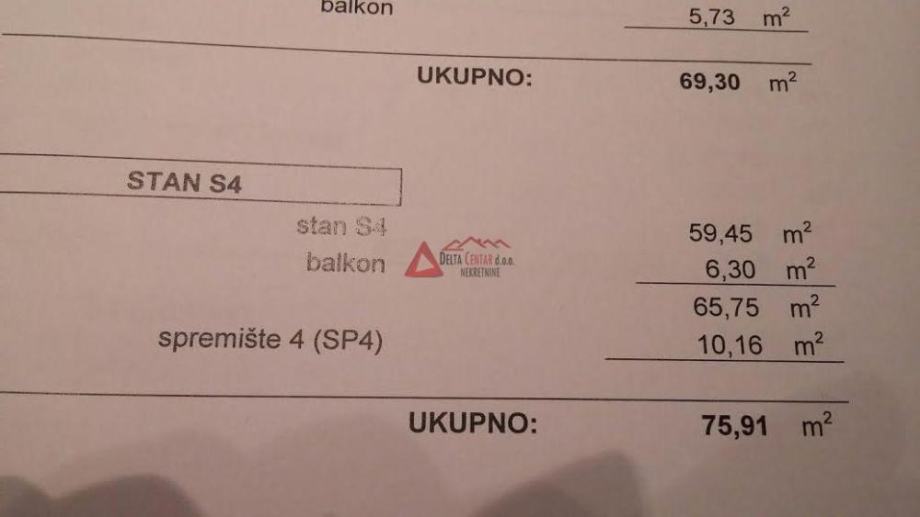 balkon 5,73 m²
UKUPNO: 69,30 m²
STAN S4
stan S4 59,45 m²
balkon 6,30 m²
DELTA CENTAR d.o.o.
NEKRETNINE
65,75 m²
spremište 4 (SP4) 10,16 m²
UKUPNO: 75,91 m²